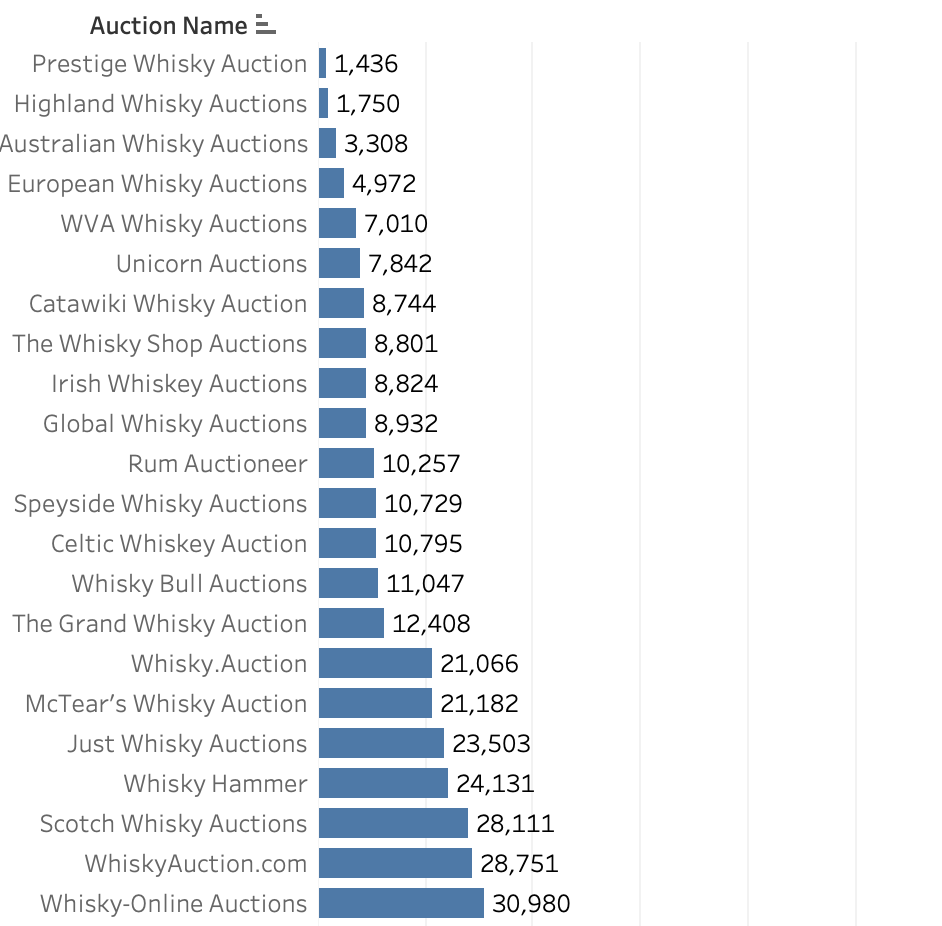 Auction Name
Prestige Whisky Auction 1,436
Highland Whisky Auctions 1,750
Australian Whisky Auctions 3,308
European Whisky Auctions 4,972
WVA Whisky Auctions 7,010
Unicorn Auctions 7,842
Catawiki Whisky Auction 8,744
The Whisky Shop Auctions 8,801
Irish Whiskey Auctions 8,824
Global Whisky Auctions 8,932
Rum Auctioneer 10,257
Speyside Whisky Auctions 10,729
Celtic Whiskey Auction 10,795
Whisky Bull Auctions 11,047
The Grand Whisky Auction 12,408
Whisky.Auction 21,066
McTear’s Whisky Auction 21,182
Just Whisky Auctions 23,503
Whisky Hammer 24,131
Scotch Whisky Auctions 28,111
WhiskyAuction.com 28,751
Whisky-Online Auctions 30,980